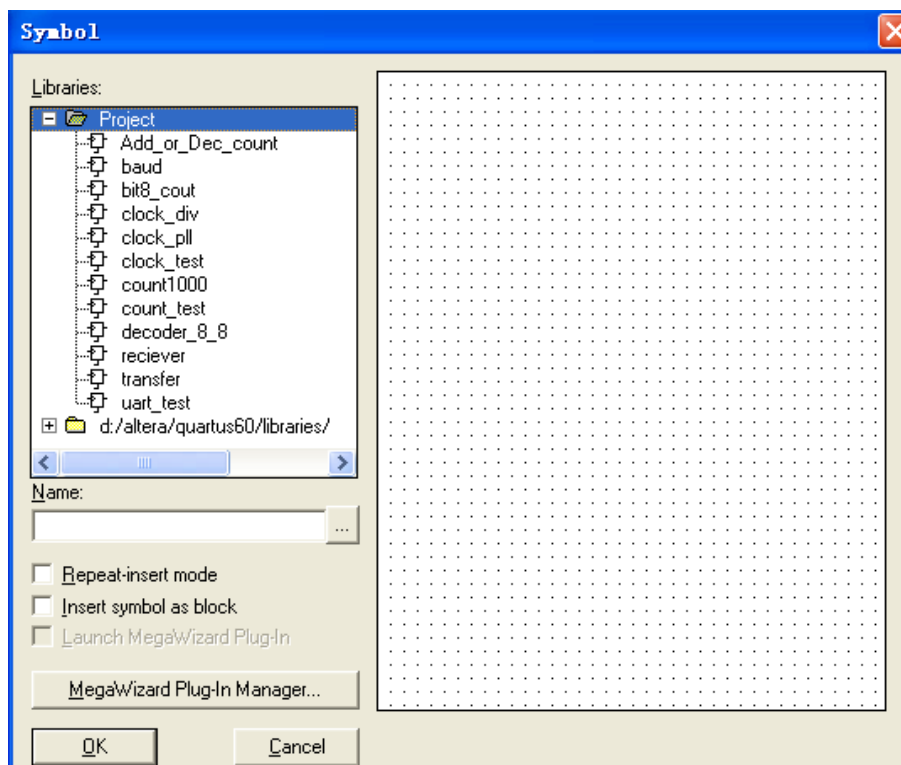 Symbol
Libraries:
Project
Add_or_Dec_count
baud
bit8_cout
clock_div
clock_pll
clock_test
count1000
count_test
decoder_8_8
reciever
transfer
uart_test
d:/altera/quartus60/libraries/
Name:
...
Repeat-insert mode
Insert symbol as block
Launch MegaWizard Plug-In
MegaWizard Plug-In Manager...
OK Cancel